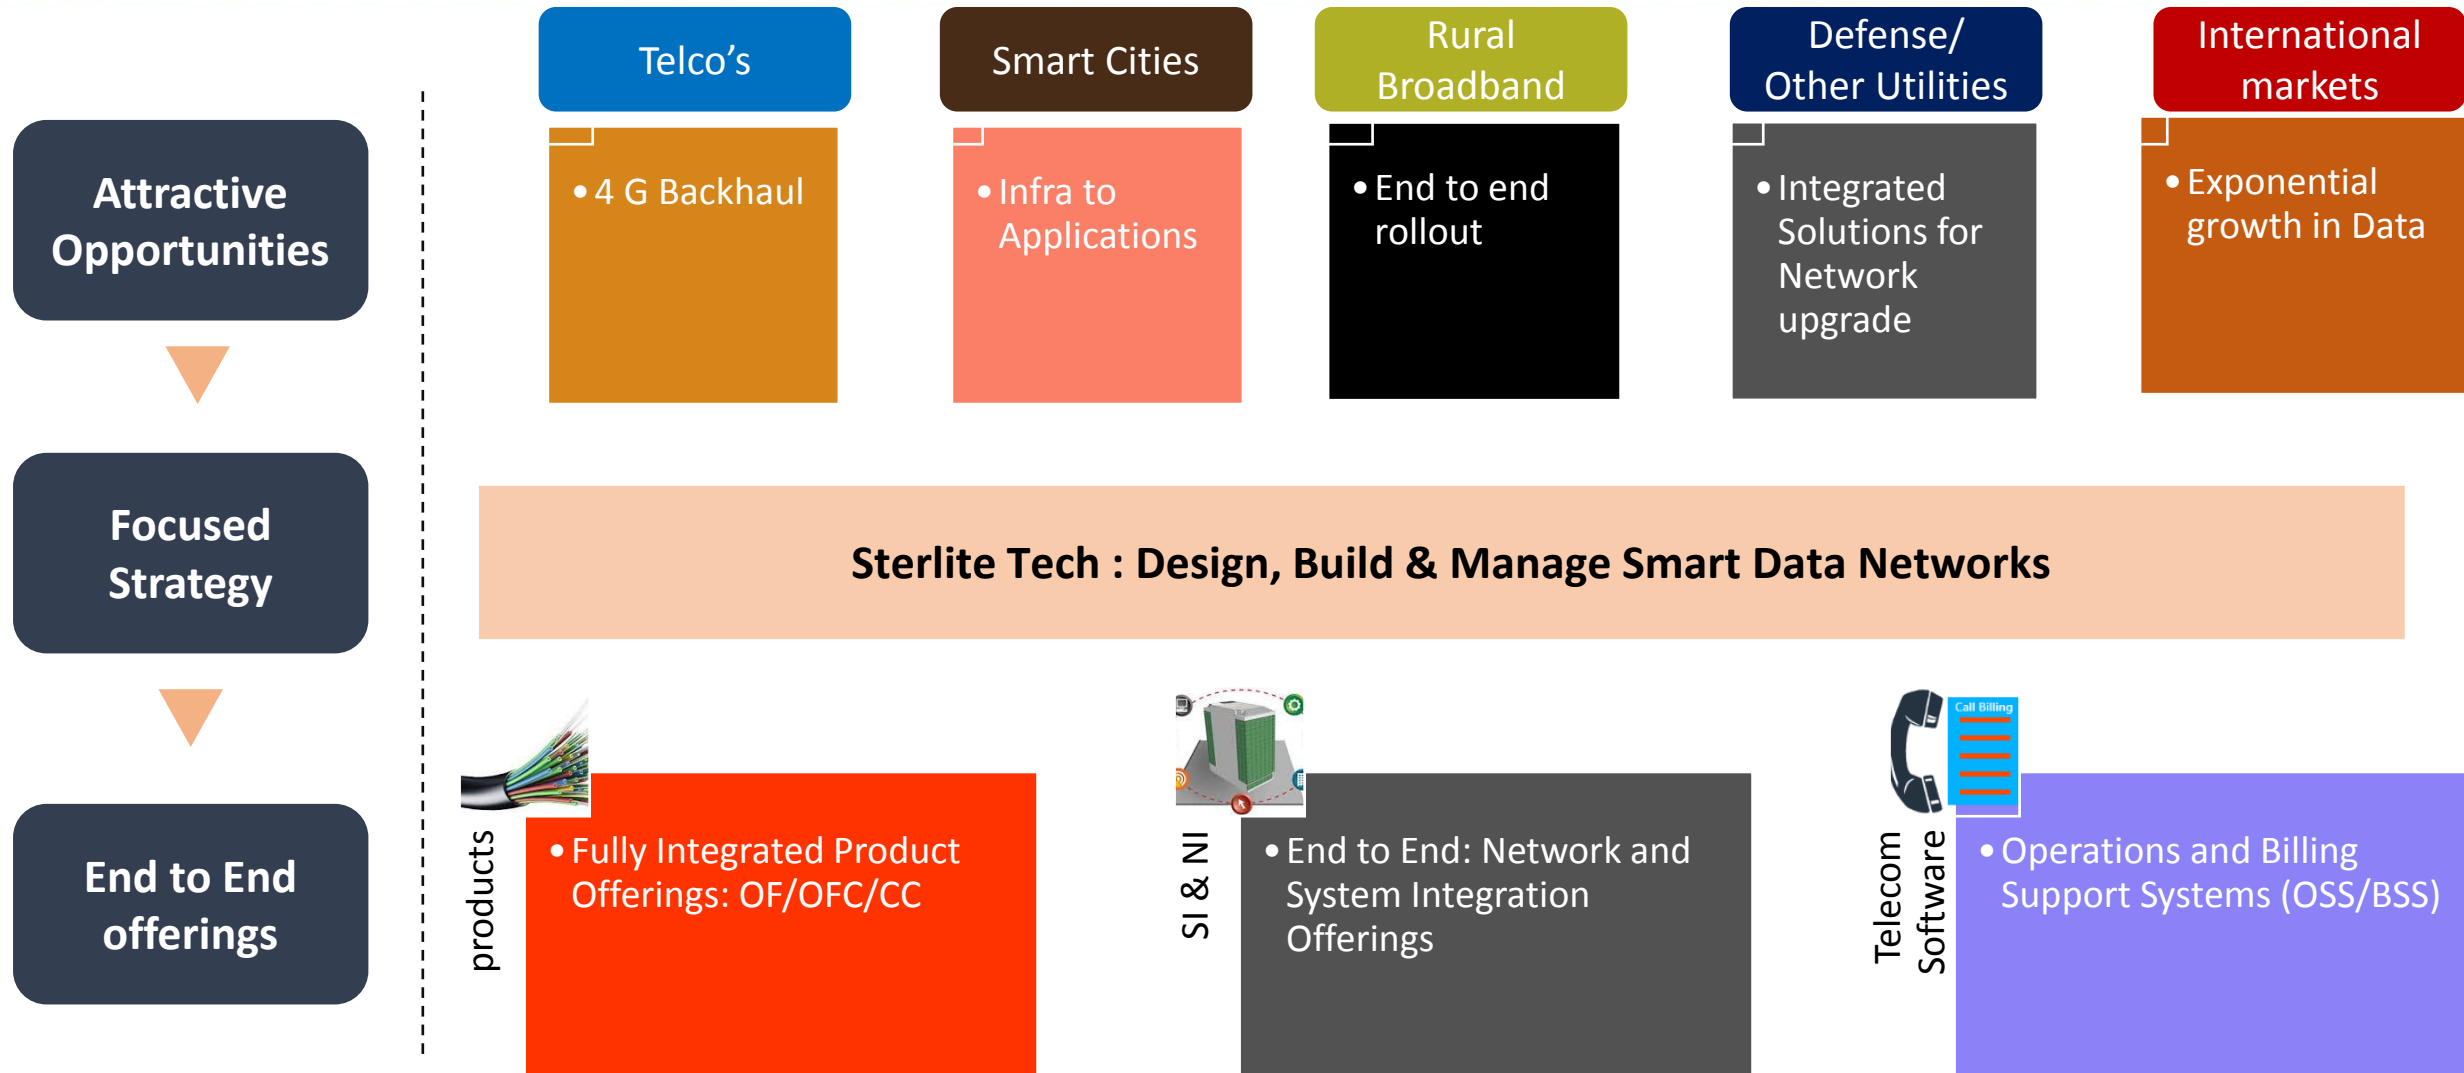 Telco’s
Smart Cities
Rural
Broadband
Defense/
Other Utilities
International
markets
Attractive
Opportunities
• 4 G Backhaul
• Infra to
Applications
• End to end
rollout
• Integrated
Solutions for
Network
upgrade
• Exponential
growth in Data
Focused
Strategy
Sterlite Tech : Design, Build & Manage Smart Data Networks
End to End
offerings
products
• Fully Integrated Product
Offerings: OF/OFC/CC
SI & NI
• End to End: Network and
System Integration
Offerings
Call Billing
Telecom
Software
• Operations and Billing
Support Systems (OSS/BSS)